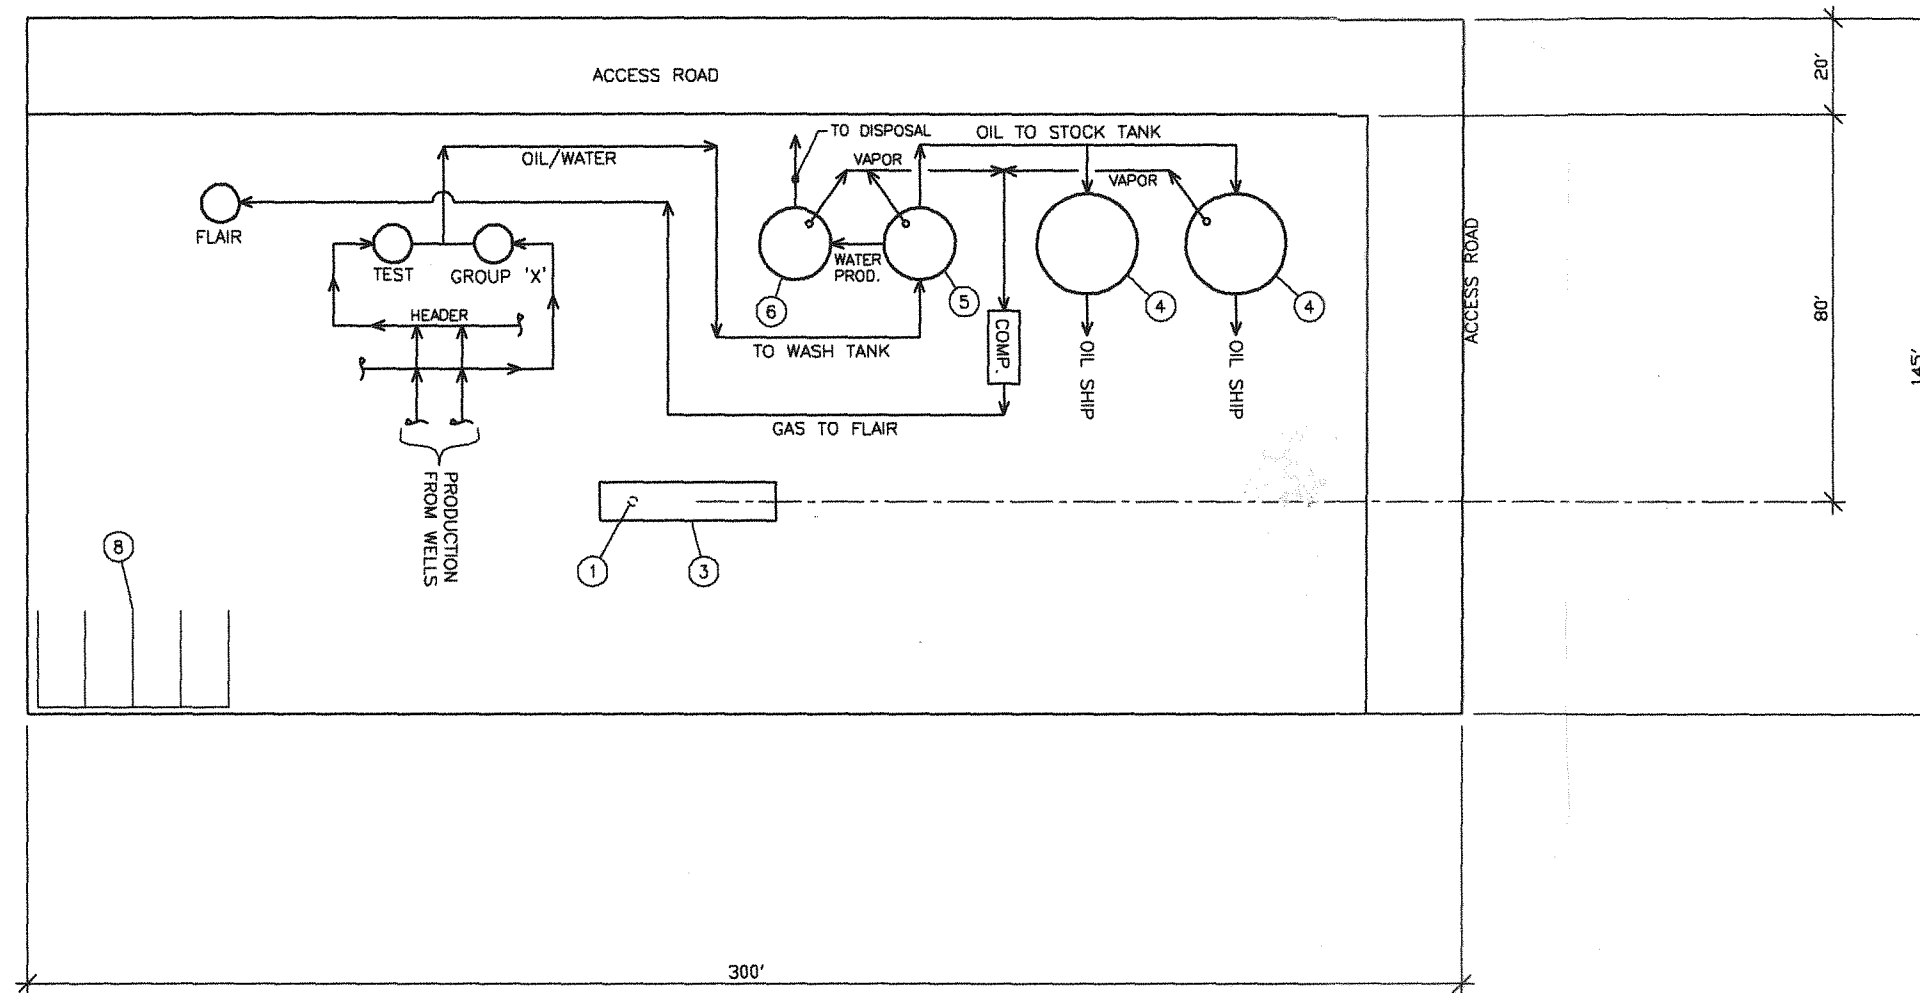 ACCESS ROAD
20'
TO DISPOSAL
OIL TO STOCK TANK
OIL/WATER
VAPOR
VAPOR
FLAIR
TEST
GROUP 'X'
WATER
PROD.
HEADER
6
5
4
4
ACCESS ROAD
80'
145'
TO WASH TANK
COMP.
OIL SHIP
OIL SHIP
GAS TO FLAIR
PRODUCTION
FROM WELLS
8
1
3
300'